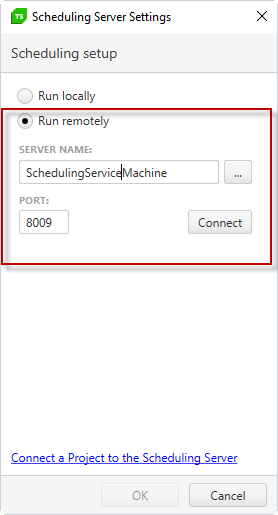 TS Scheduling Server Settings
Scheduling setup
Run locally
Run remotely
SERVER NAME:
SchedulingServiceMachine ...
PORT:
8009 Connect
Connect a Project to the Scheduling Server
OK Cancel